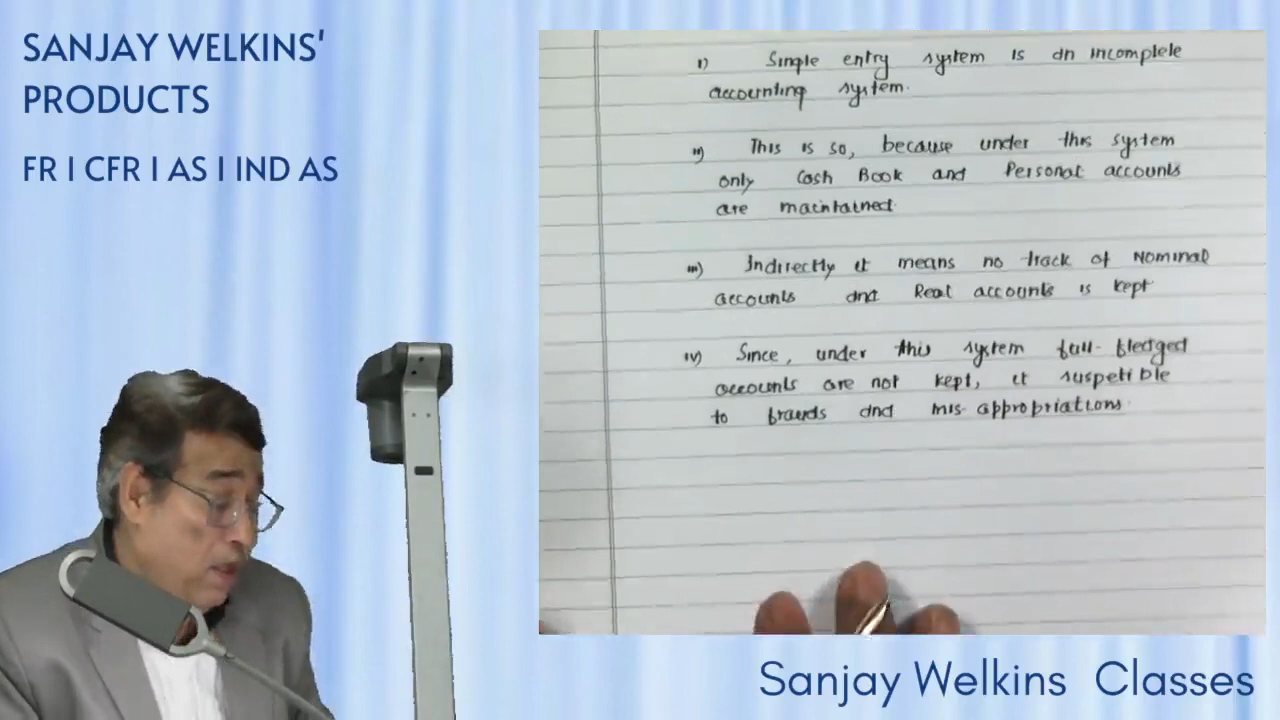 SANJAY WELKINS'
PRODUCTS
FR I CFR I AS I IND AS
i) Single entry system is an incomplete
accounting system.
ii) This is so, because under this system
only Cash Book and Personal accounts
are maintained.
iii) Indirectly it means no track of Nominal
accounts and Real accounts is kept
iv) Since, under this system full-fledged
accounts are not kept, it suspetible
to frauds and mis-appropriations.
Sanjay Welkins Classes